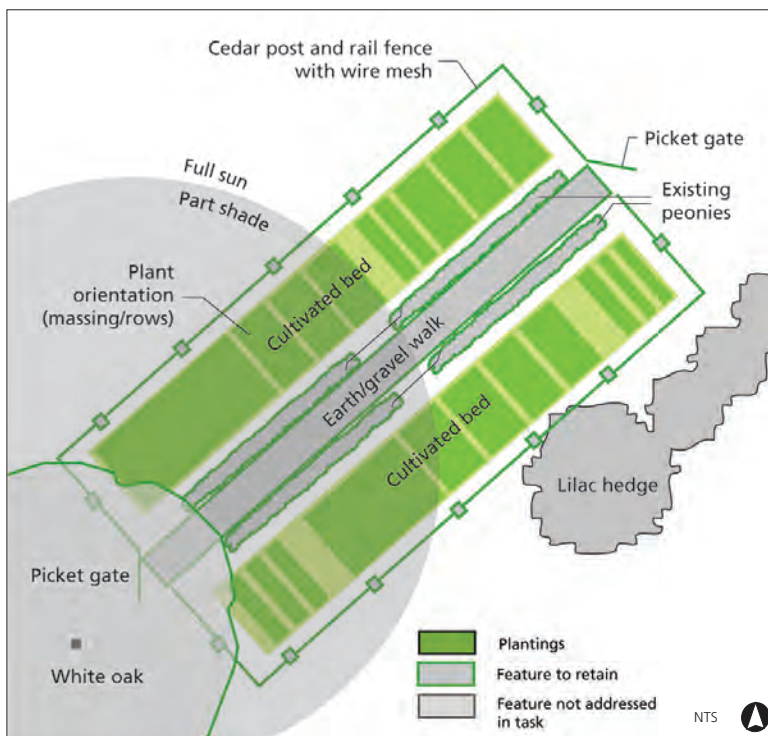 Cedar post and rail fence
with wire mesh
Picket gate
Full sun
Part shade
Existing
peonies
Plant
orientation
(massing/rows)
Cultivated bed
Earth/gravel walk
Cultivated bed
Lilac hedge
Picket gate
White oak
Plantings
Feature to retain
Feature not addressed
in task
NTS